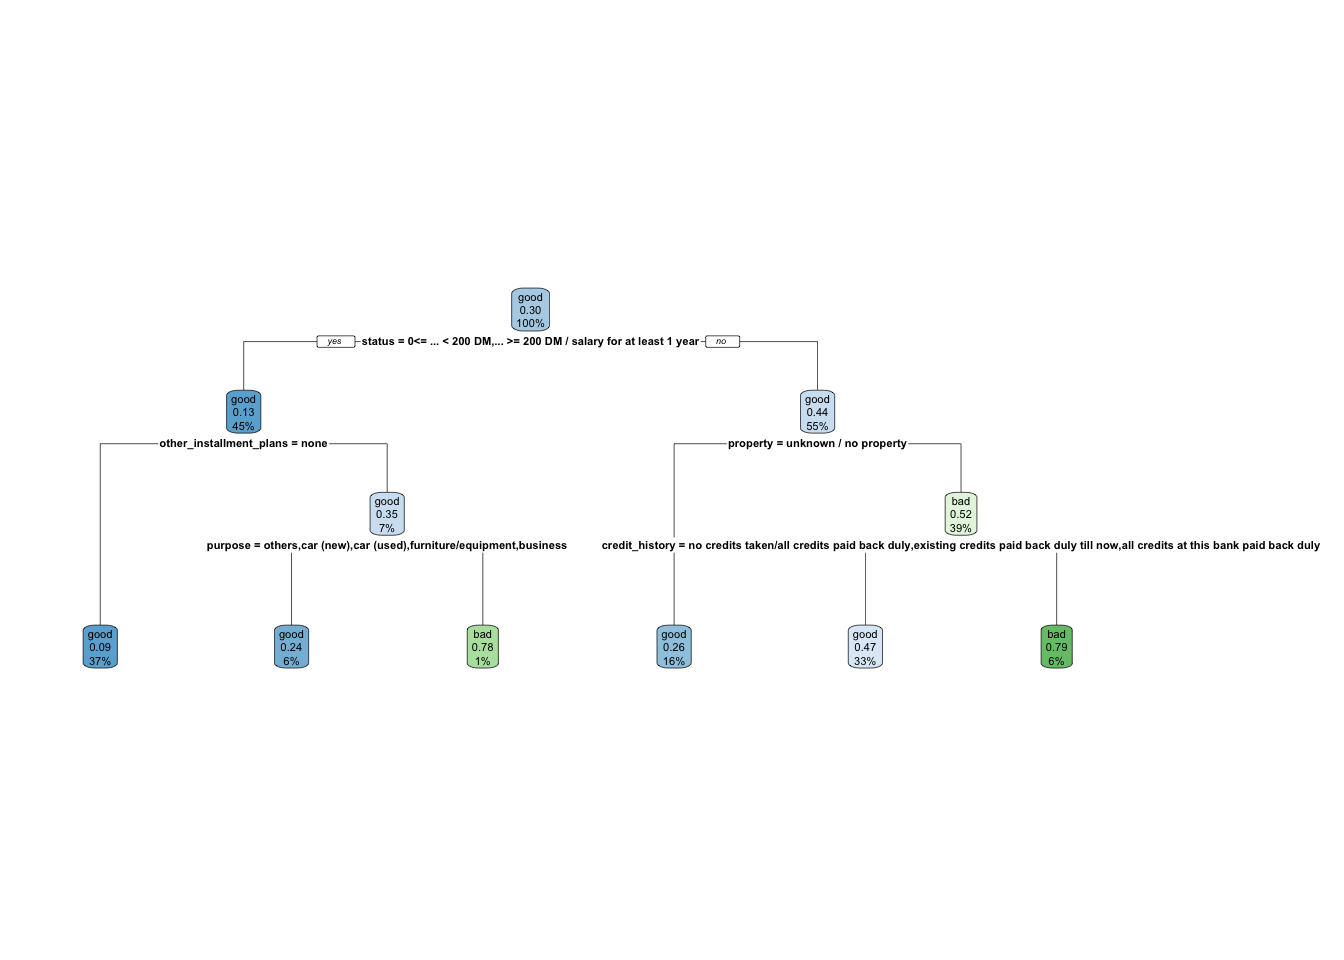 good
0.30
100%
yes
status = 0<= ... < 200 DM,... >= 200 DM / salary for at least 1 year
no
good
0.13
45%
good
0.44
55%
other_installment_plans = none
property = unknown / no property
good
0.35
7%
bad
0.52
39%
purpose = others,car (new),car (used),furniture/equipment,business
credit_history = no credits taken/all credits paid back duly,existing credits paid back duly till now,all credits at this bank paid back duly
good
0.09
37%
good
0.24
6%
bad
0.78
1%
good
0.26
16%
good
0.47
33%
bad
0.79
6%